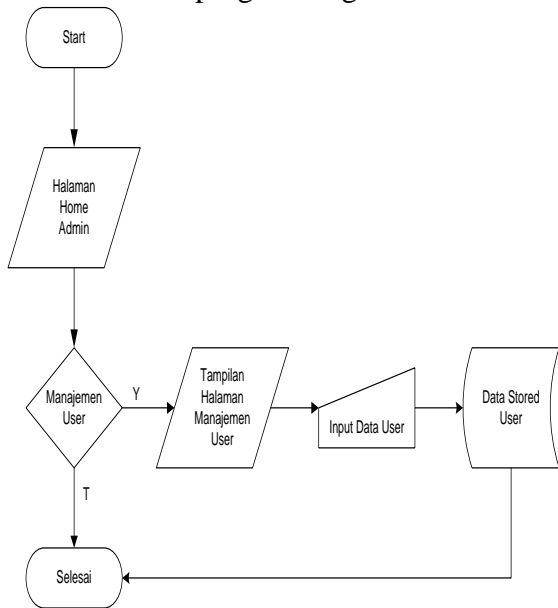 Start
Halaman
Home
Admin
Manajemen
User
Y
Tampilan
Halaman
Manajemen
User
Input Data User
Data Stored
User
T
Selesai